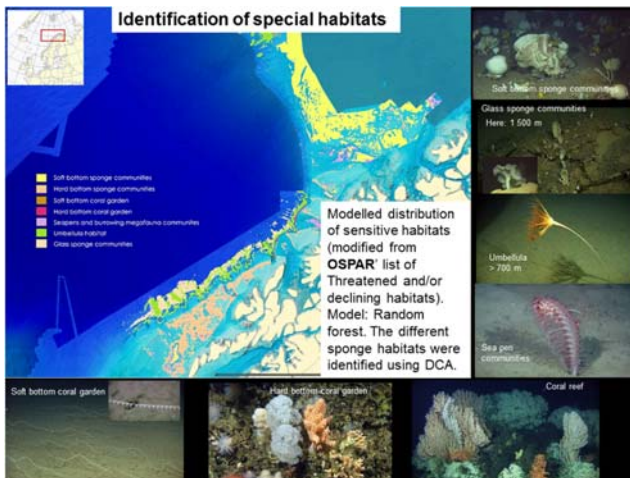 Identification of special habitats
Soft bottom sponge communities
Hard bottom sponge communities
Soft bottom coral garden
Hard bottom coral garden
Seapens and burrowing megafauna communites
Umbellula habitat
Glass sponge communities
Modelled distribution
of sensitive habitats
(modified from
OSPAR' list of
Threatened and/or
declining habitats).
Model: Random
forest. The different
sponge habitats were
identified using DCA.
Soft bottom sponge communities
Glass sponge communities
Here: 1 500 m
Umbellula
> 700 m
Sea pen
communities
Soft bottom coral garden
Hard bottom coral garden
Coral reef